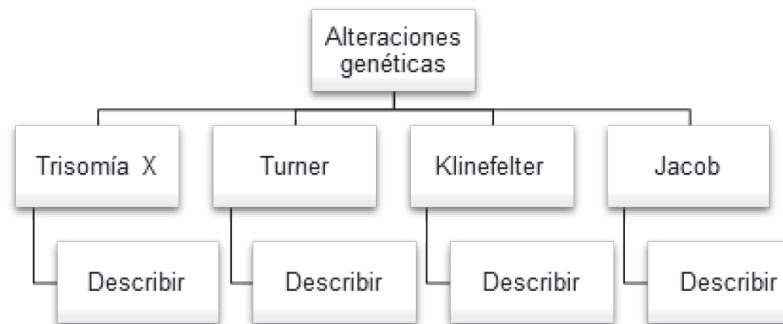 Alteraciones
genéticas
Trisomía X
Turner
Klinefelter
Jacob
Describir
Describir
Describir
Describir